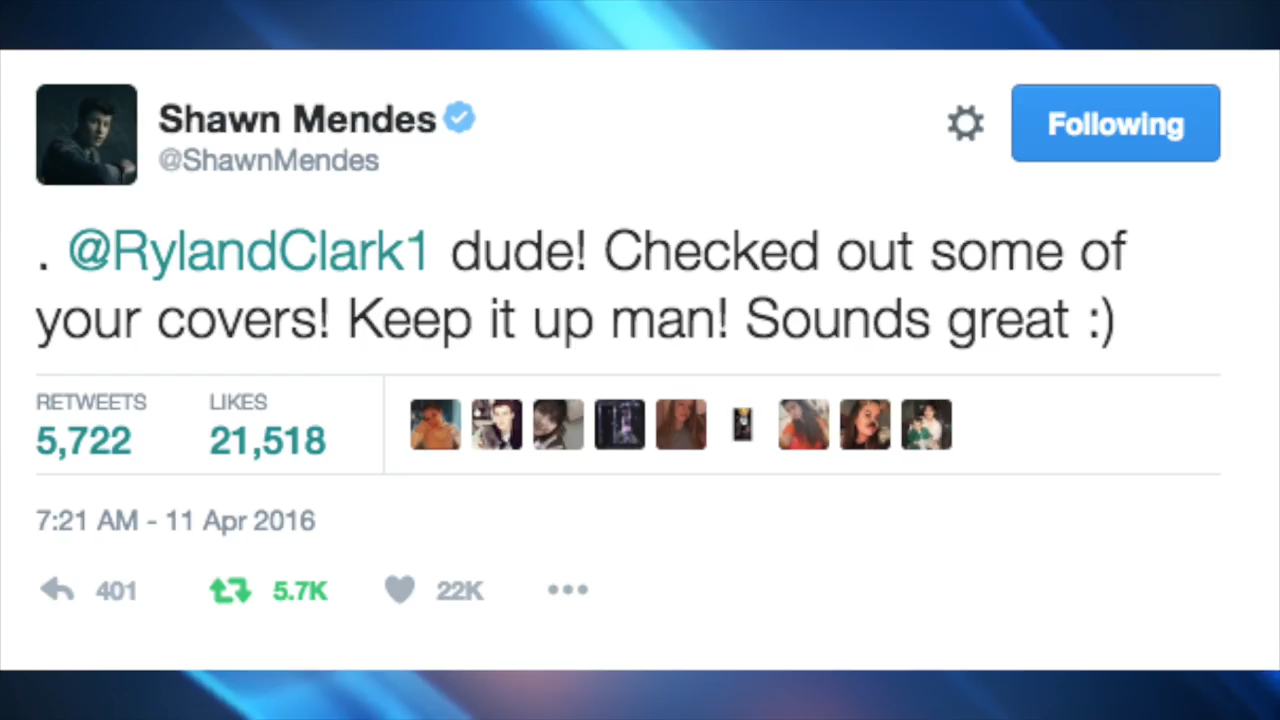 Shawn Mendes
@ShawnMendes
Following
. @RylandClark1 dude! Checked out some of
your covers! Keep it up man! Sounds great :)
RETWEETS LIKES
5,722 21,518
7:21 AM - 11 Apr 2016
401 5.7K 22K